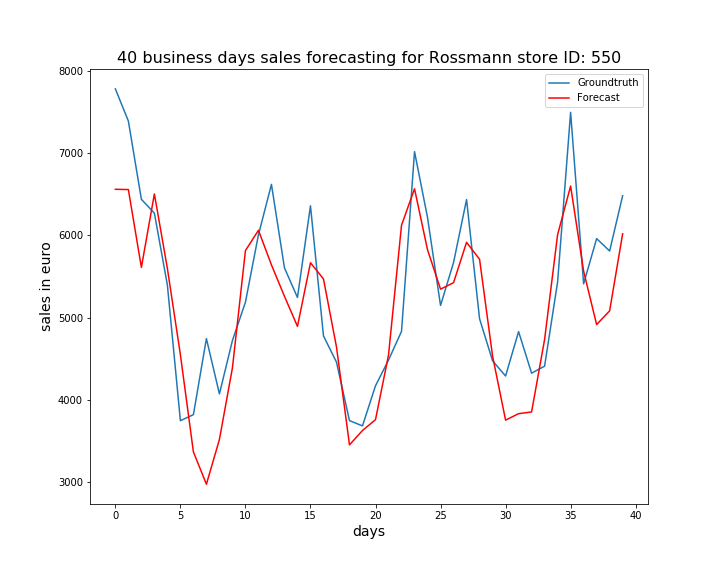 40 business days sales forecasting for Rossmann store ID: 550
Groundtruth
Forecast
sales in euro
8000
7000
6000
5000
4000
3000
0 5 10 15 20 25 30 35 40
days